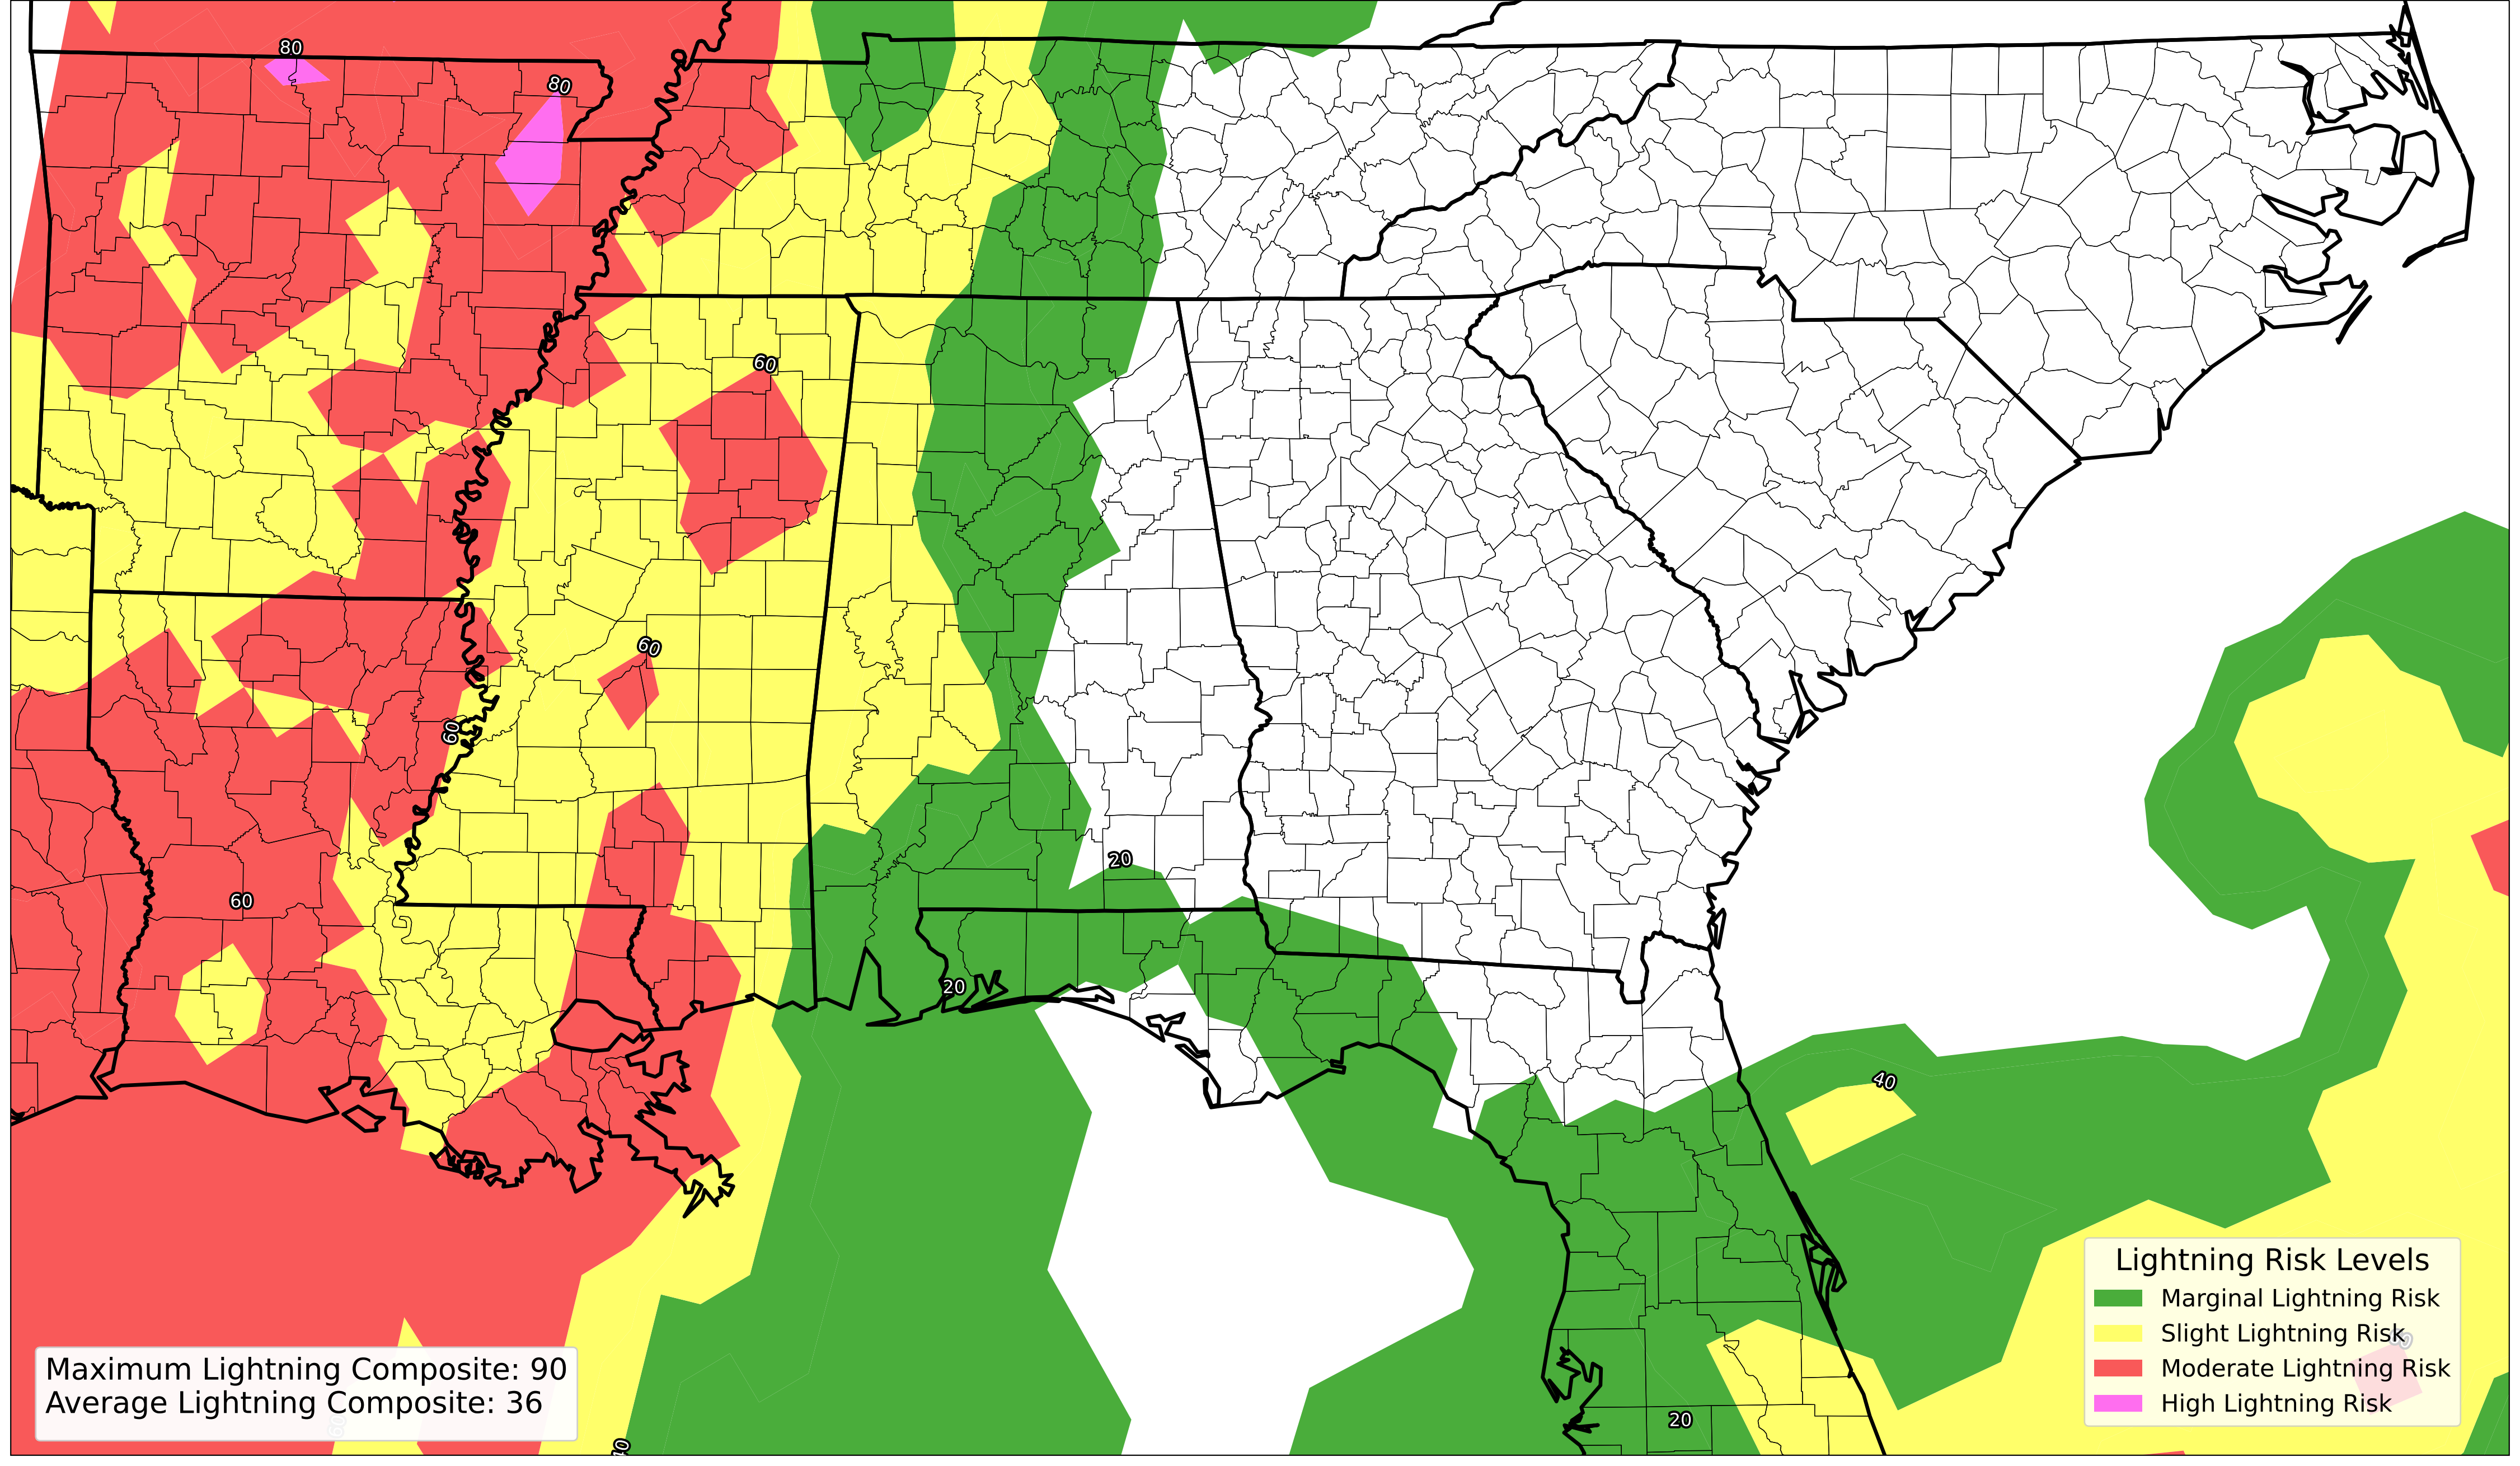 80
80
60
60
60
60
20
20
40
20
Lightning Risk Levels
Marginal Lightning Risk
Slight Lightning Risk
Moderate Lightning Risk
High Lightning Risk
Maximum Lightning Composite: 90
Average Lightning Composite: 36
60